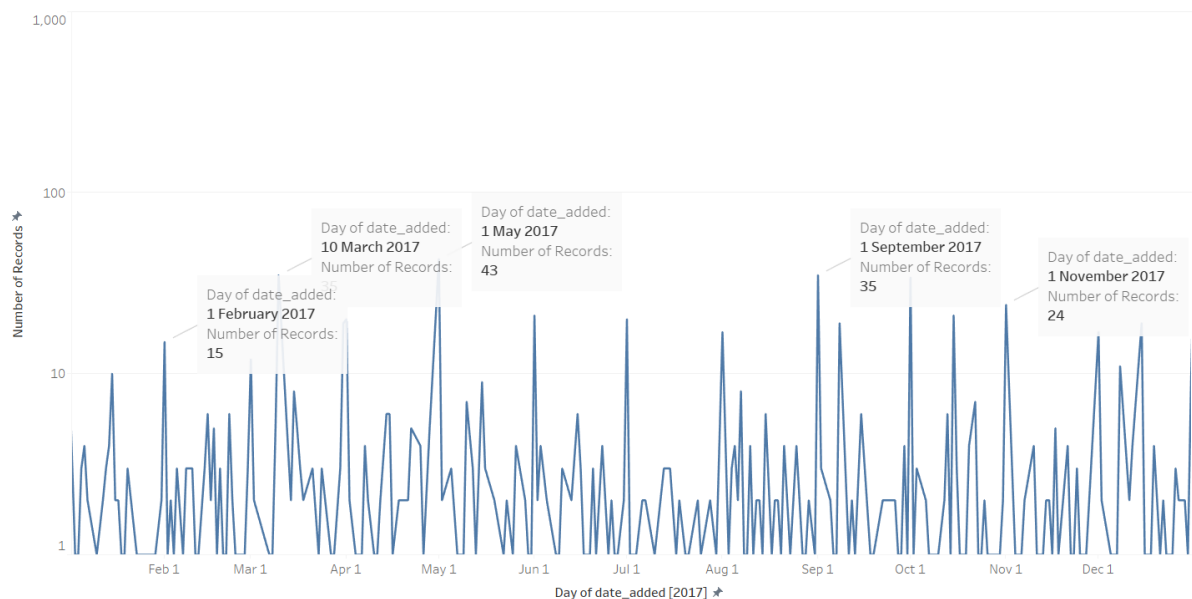 1,000
100
10
1
Number of Records
Day of date_added:
1 February 2017
Number of Records:
15
Day of date_added:
10 March 2017
Number of Records:
35
Day of date_added:
1 May 2017
Number of Records:
43
Day of date_added:
1 September 2017
Number of Records:
35
Day of date_added:
1 November 2017
Number of Records:
24
Feb 1
Mar 1
Apr 1
May 1
Jun 1
Jul 1
Aug 1
Sep 1
Oct 1
Nov 1
Dec 1
Day of date_added [2017]